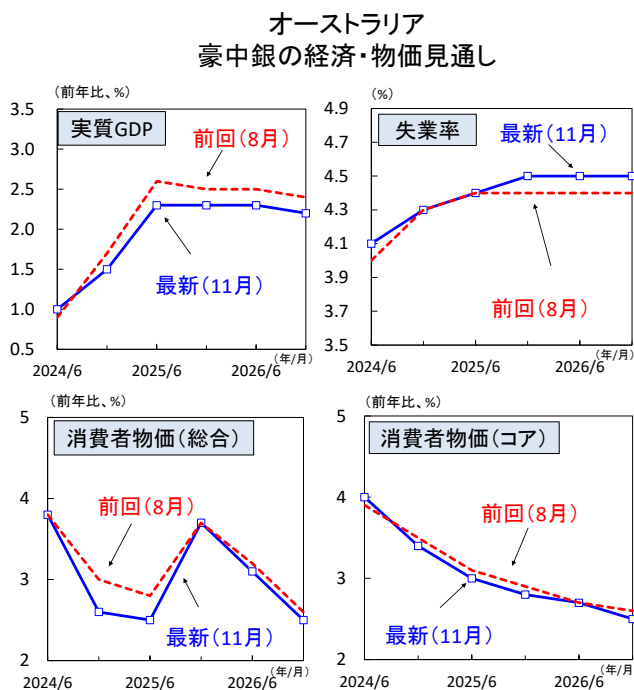 オーストラリア
豪中銀の経済・物価見通し
(前年比、%)
実質GDP
前回(8月)
最新(11月)
3.5
3.0
2.5
2.0
1.5
1.0
0.5
(年/月)
2024/6 2025/6 2026/6
(%)
失業率
最新(11月)
前回(8月)
4.9
4.7
4.5
4.3
4.1
3.9
3.7
3.5
(年/月)
2024/6 2025/6 2026/6
(前年比、%)
消費者物価(総合)
前回(8月)
最新(11月)
5
4
3
2
(年/月)
2024/6 2025/6 2026/6
(前年比、%)
消費者物価(コア)
前回(8月)
最新(11月)
5
4
3
2
(年/月)
2024/6 2025/6 2026/6